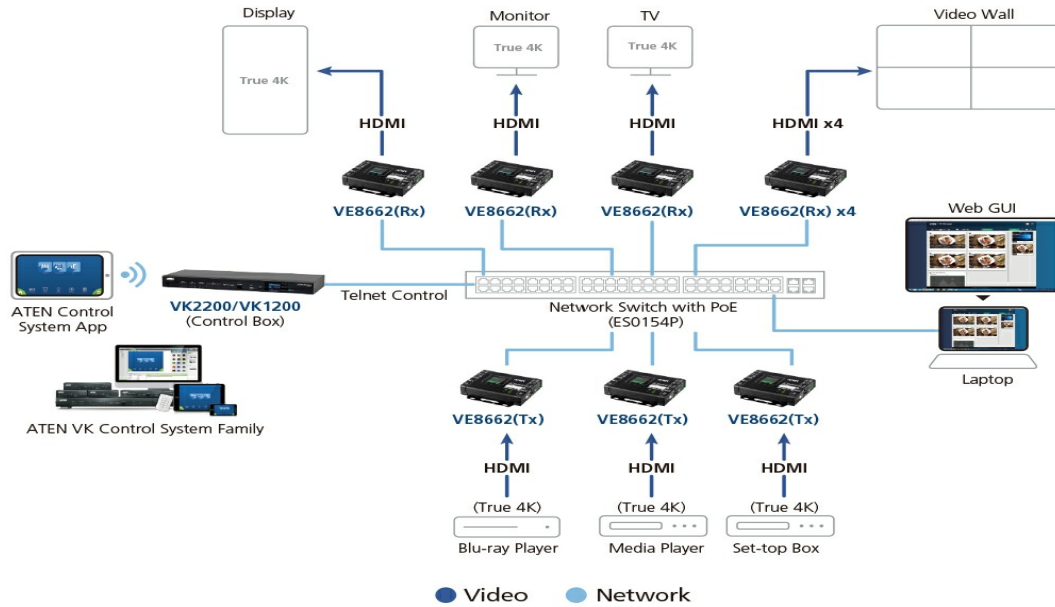 Display
Monitor
TV
Video Wall
True 4K
True 4K
True 4K
HDMI
HDMI
HDMI
HDMI x4
VE8662(Rx)
VE8662(Rx)
VE8662(Rx)
VE8662(Rx) x4
Web GUI
ATEN Control
System App
VK2200/VK1200
(Control Box)
Telnet Control
Network Switch with PoE
(ES0154P)
Laptop
ATEN VK Control System Family
VE8662(Tx)
VE8662(Tx)
VE8662(Tx)
HDMI
HDMI
HDMI
(True 4K)
(True 4K)
(True 4K)
Blu-ray Player
Media Player
Set-top Box
Video
Network